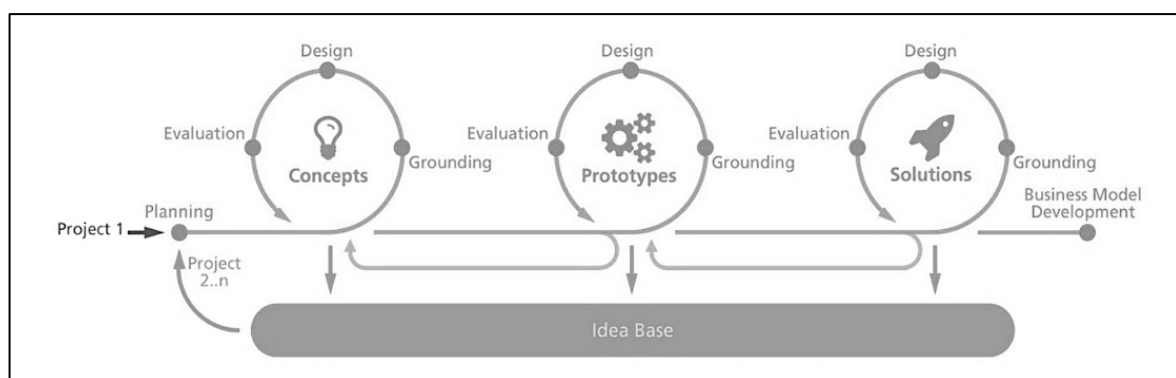 Design
Design
Design
Evaluation
Evaluation
Evaluation
Grounding
Grounding
Grounding
Concepts
Prototypes
Solutions
Planning
Business Model
Development
Project 1
Project
2..n
Idea Base